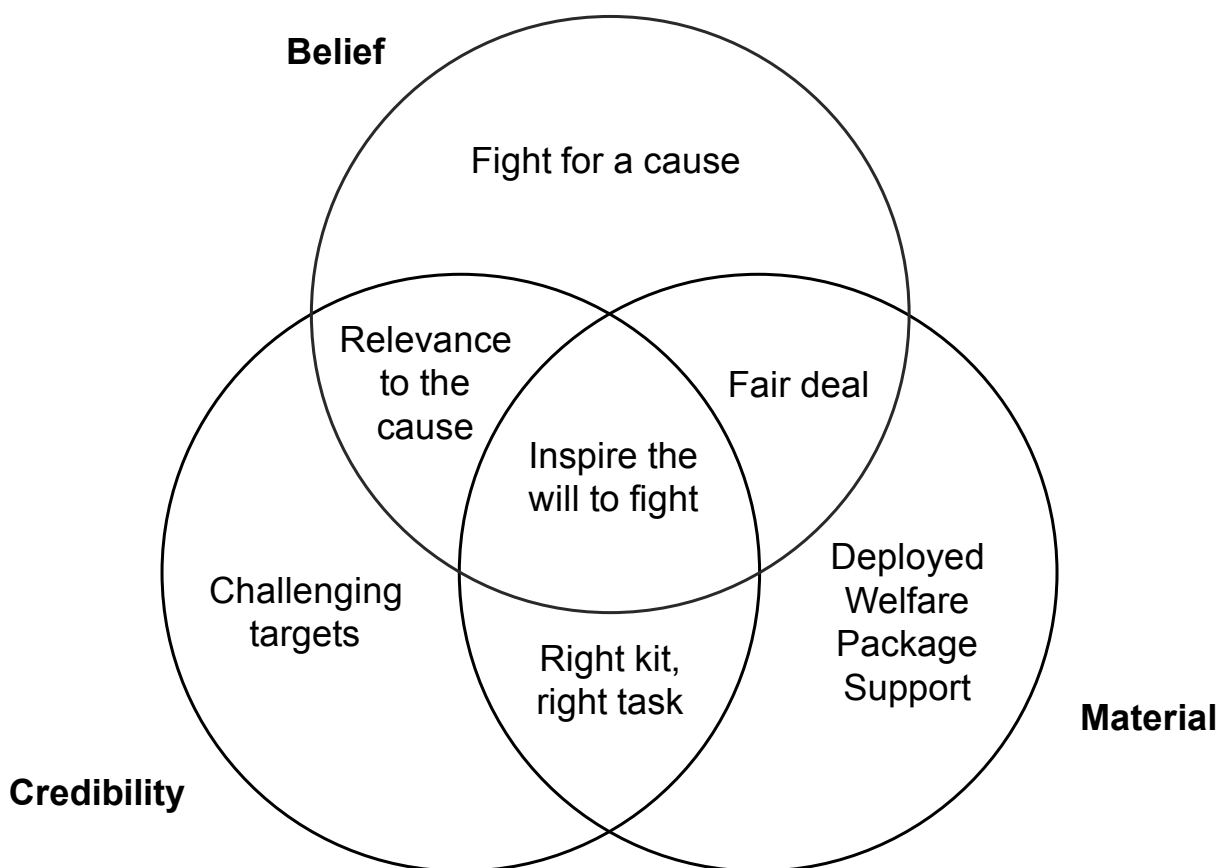 Belief
Fight for a cause
Relevance
to the
cause
Fair deal
Inspire the
will to fight
Challenging
targets
Deployed
Welfare
Package
Support
Right kit,
right task
Material
Credibility